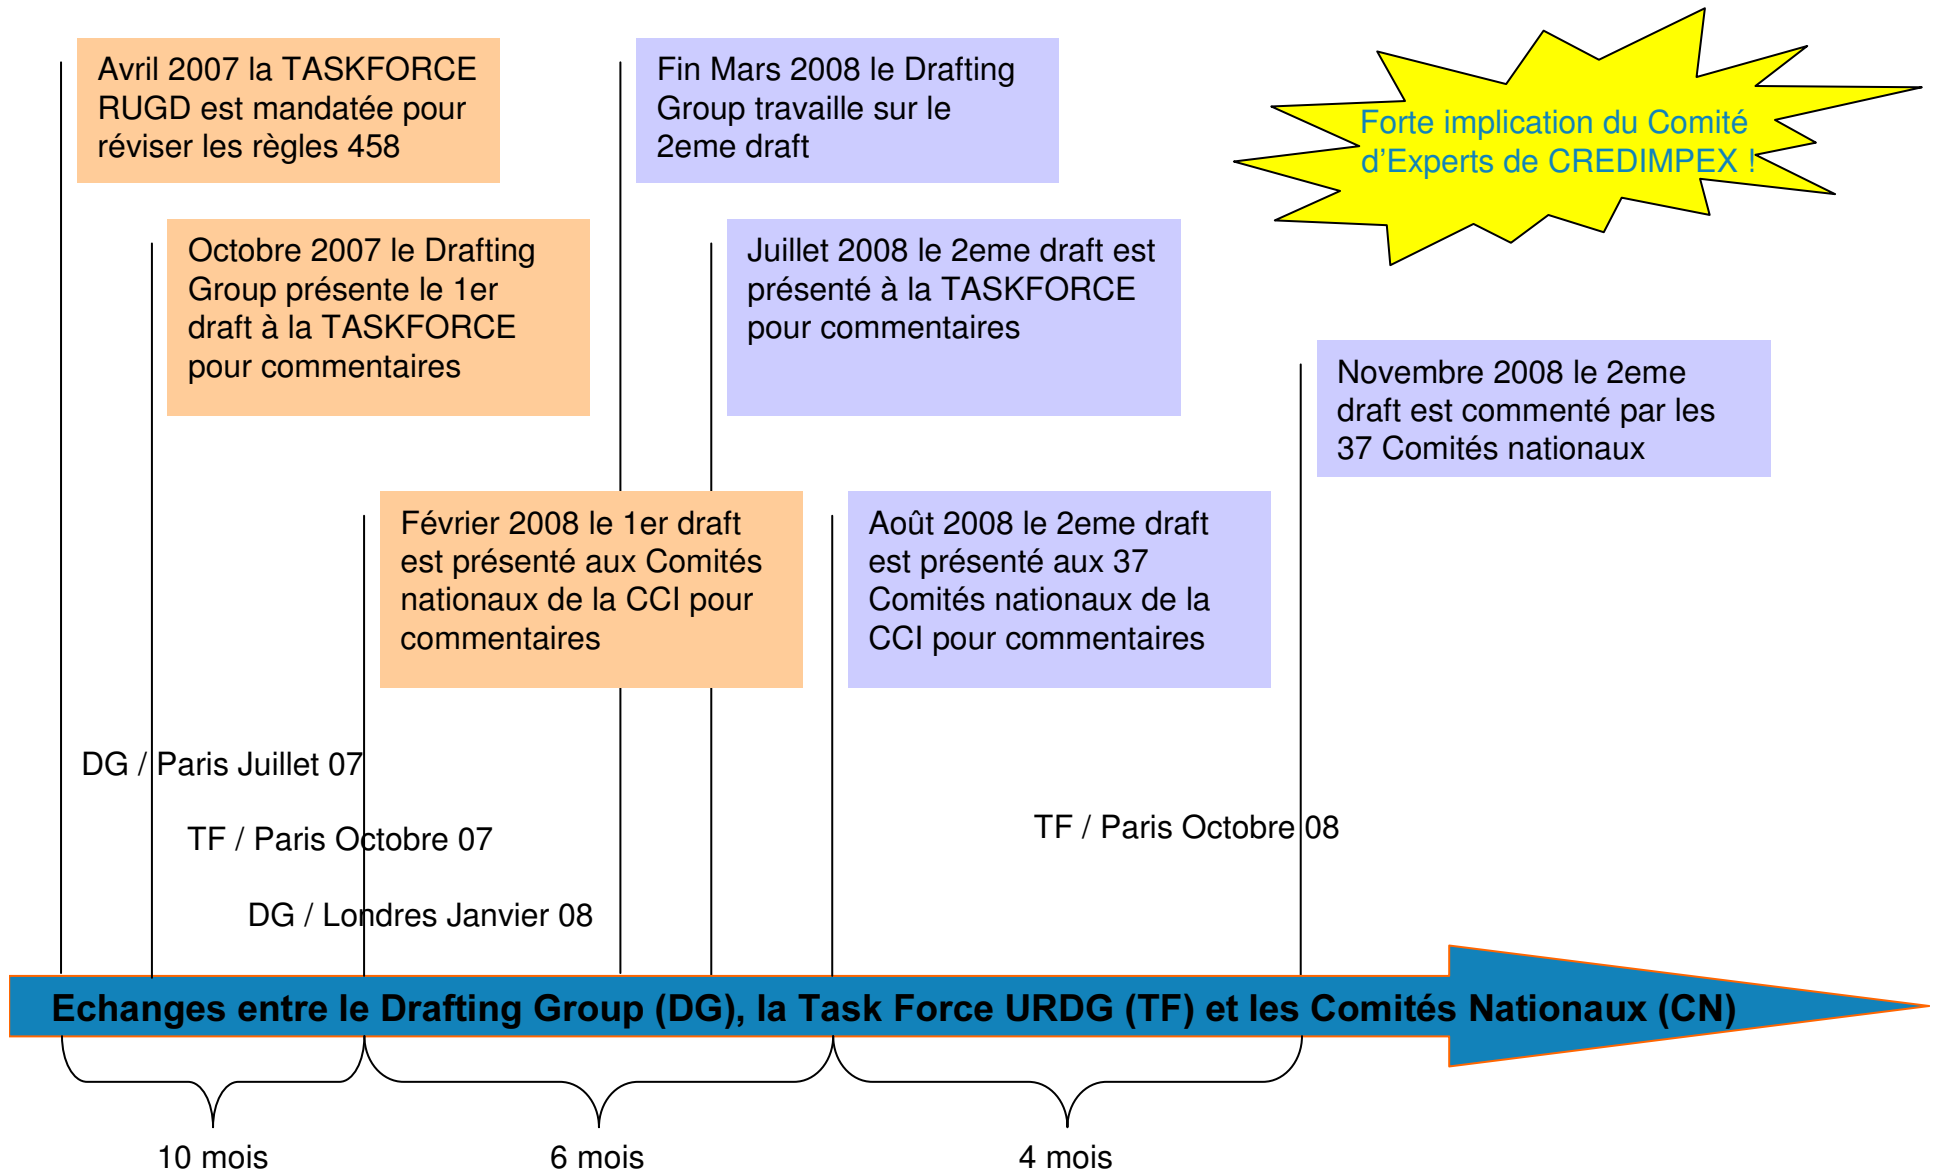 Avril 2007 la TASKFORCE
RUGD est mandatée pour
réviser les règles 458
Fin Mars 2008 le Drafting
Group travaille sur le
2eme draft
Forte implication du Comité
d'Experts de CREDIMPEX !
Octobre 2007 le Drafting
Group présente le 1er
draft à la TASKFORCE
pour commentaires
Juillet 2008 le 2eme draft est
présenté à la TASKFORCE
pour commentaires
Novembre 2008 le 2eme
draft est commenté par les
37 Comités nationaux
Février 2008 le 1er draft
est présenté aux Comités
nationaux de la CCI pour
commentaires
Août 2008 le 2eme draft
est présenté aux 37
Comités nationaux de la
CCI pour commentaires
DG / Paris Juillet 07
TF / Paris Octobre 07
TF / Paris Octobre 08
DG / Londres Janvier 08
Echanges entre le Drafting Group (DG), la Task Force URDG (TF) et les Comités Nationaux (CN)
10 mois
6 mois
4 mois